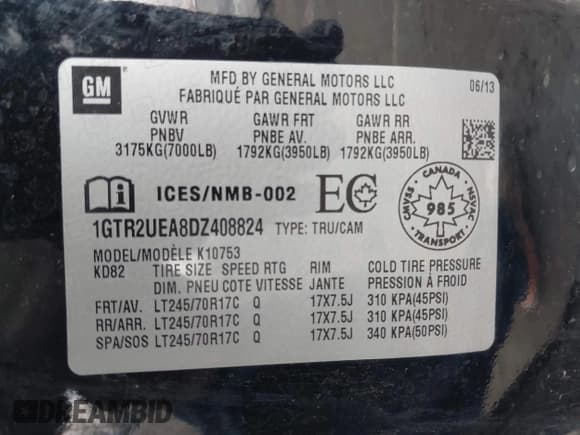 GM
MFD BY GENERAL MOTORS LLC
FABRIQUÉ PAR GENERAL MOTORS LLC
06/13
GVWR GAWR FRT GAWR RR
PNBV PNBE AV. PNBE ARR.
3175KG(7000LB) 1792KG(3950LB) 1792KG(3950LB)
i ICES/NMB-002 EC
CANADA
CMVSS 985 NSVAC
TRANSPORT
1GTR2UEA8DZ408824 TYPE: TRU/CAM
MODEL/MODÈLE K10753
KD82 TIRE SIZE SPEED RTG RIM COLD TIRE PRESSURE
DIM. PNEU COTE VITESSE JANTE PRESSION À FROID
FRT/AV. LT245/70R17C Q 17X7.5J 310 KPA(45PSI)
RR/ARR. LT245/70R17C Q 17X7.5J 310 KPA(45PSI)
SPA/SOS LT245/70R17C Q 17X7.5J 340 KPA(50PSI)
DREAMBID